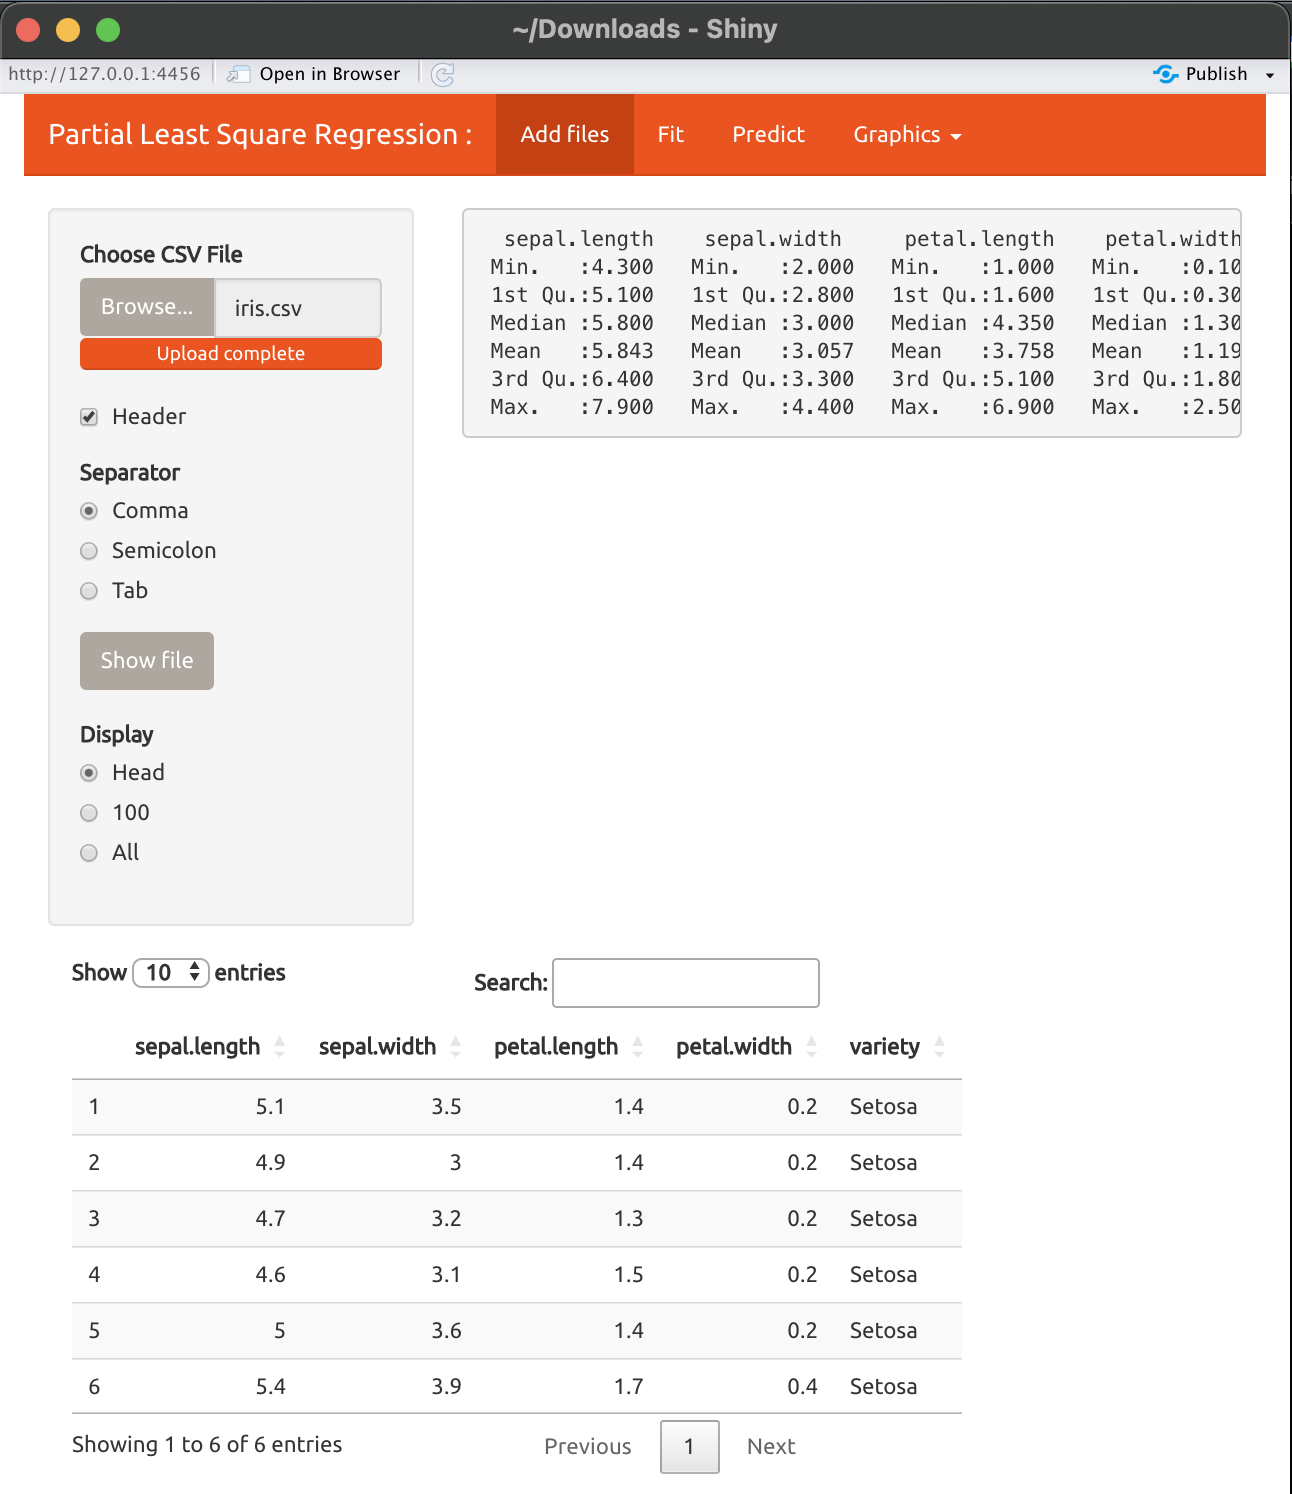 ~/Downloads - Shiny
http://127.0.0.1:4456 Open in Browser Publish
Partial Least Square Regression : Add files Fit Predict Graphics
Choose CSV File
Browse... iris.csv
Upload complete
Header
Separator
Comma
Semicolon
Tab
Show file
Display
Head
100
All
sepal.length sepal.width petal.length petal.width
Min. :4.300 Min. :2.000 Min. :1.000 Min. :0.10
1st Qu.:5.100 1st Qu.:2.800 1st Qu.:1.600 1st Qu.:0.30
Median :5.800 Median :3.000 Median :4.350 Median :1.30
Mean :5.843 Mean :3.057 Mean :3.758 Mean :1.19
3rd Qu.:6.400 3rd Qu.:3.300 3rd Qu.:5.100 3rd Qu.:1.80
Max. :7.900 Max. :4.400 Max. :6.900 Max. :2.50
Show 10 entries Search:
sepal.length sepal.width petal.length petal.width variety
1 5.1 3.5 1.4 0.2 Setosa
2 4.9 3 1.4 0.2 Setosa
3 4.7 3.2 1.3 0.2 Setosa
4 4.6 3.1 1.5 0.2 Setosa
5 5 3.6 1.4 0.2 Setosa
6 5.4 3.9 1.7 0.4 Setosa
Showing 1 to 6 of 6 entries Previous 1 Next